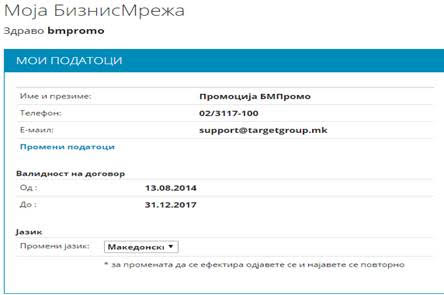 Моја БизнисМрежа
Здраво bmpromo
МОИ ПОДАТОЦИ
Име и презиме: Промоција БМПромо
Телефон: 02/3117-100
Е-маил: support@targetgroup.mk
Промени податоци
Валидност на договор
Од : 13.08.2014
До : 31.12.2017
Јазик
Промени јазик: Македонскі
* за промената да се ефектира одјавете се и најавете се повторно